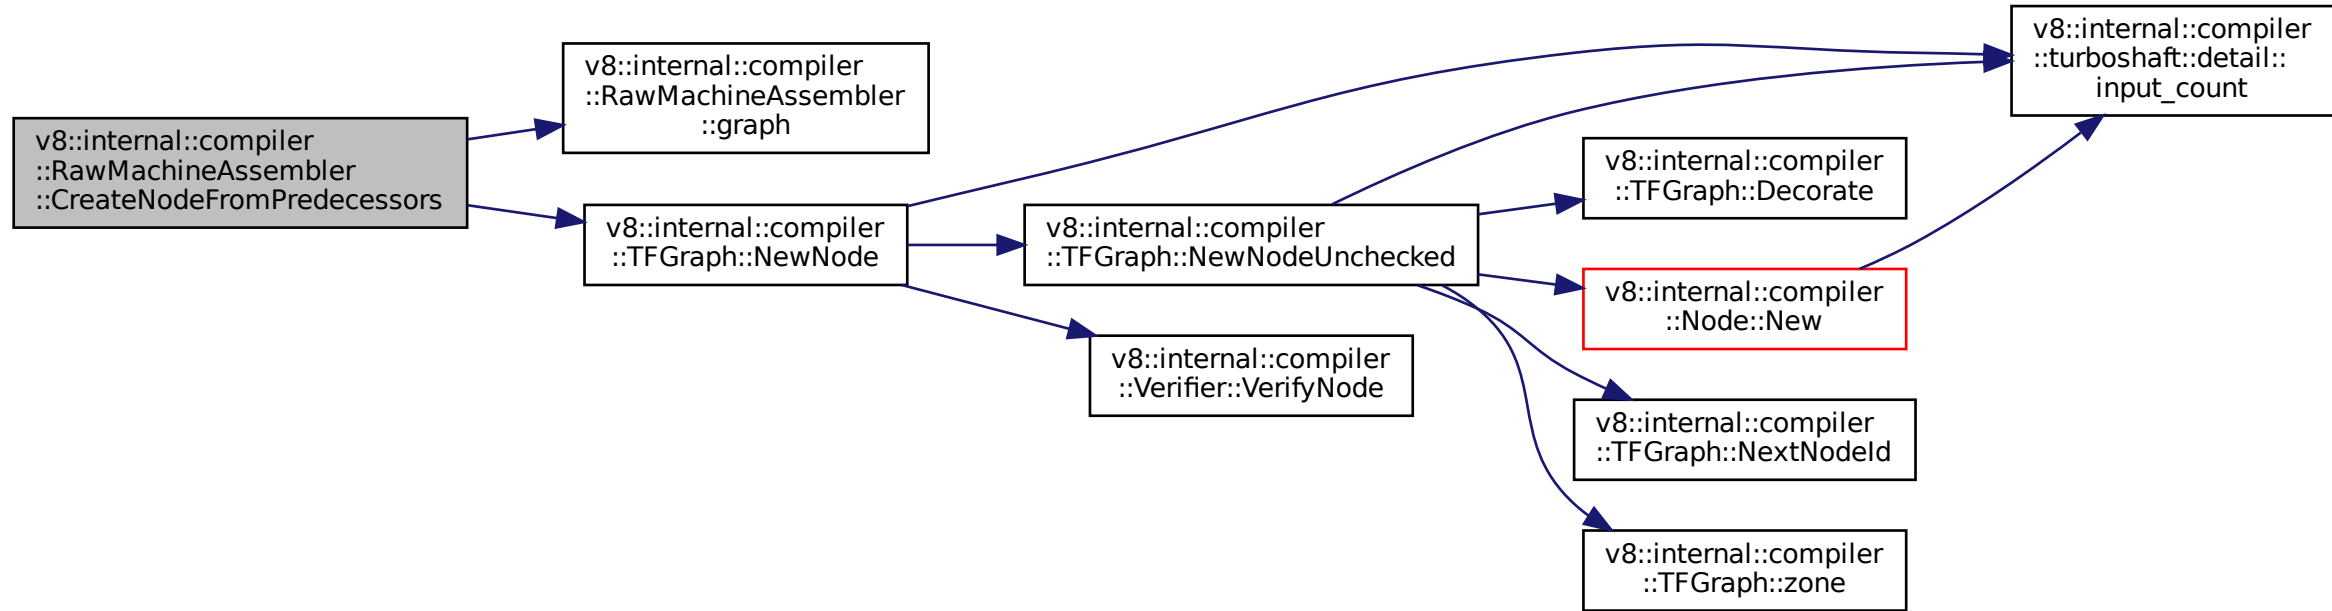 v8::internal::compiler
::RawMachineAssembler
::CreateNodeFromPredecessors
v8::internal::compiler
::RawMachineAssembler
::graph
v8::internal::compiler
::TFGraph::NewNode
v8::internal::compiler
::TFGraph::NewNodeUnchecked
v8::internal::compiler
::Verifier::VerifyNode
v8::internal::compiler
::turboshaft::detail::
input_count
v8::internal::compiler
::TFGraph::Decorate
v8::internal::compiler
::Node::New
v8::internal::compiler
::TFGraph::NextNodeId
v8::internal::compiler
::TFGraph::zone